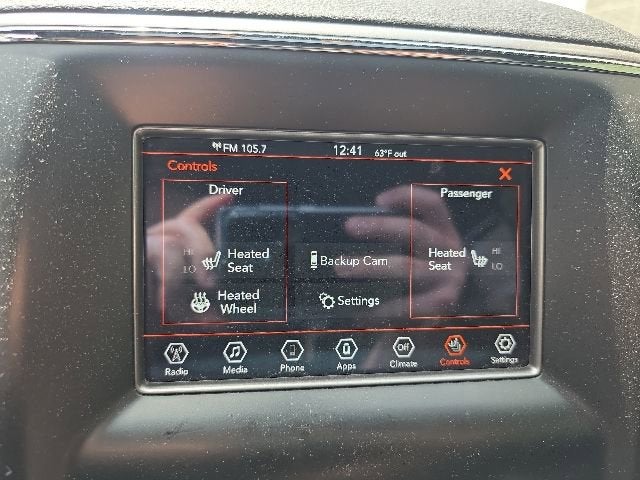 FM 105.7 12:41 63°F out
Controls X
Driver
Passenger
HI
LO
Heated
Seat
Backup Cam
Heated
Seat
HI
LO
Heated
Wheel
Settings
Radio Media Phone Apps Off Climate Controls Settings